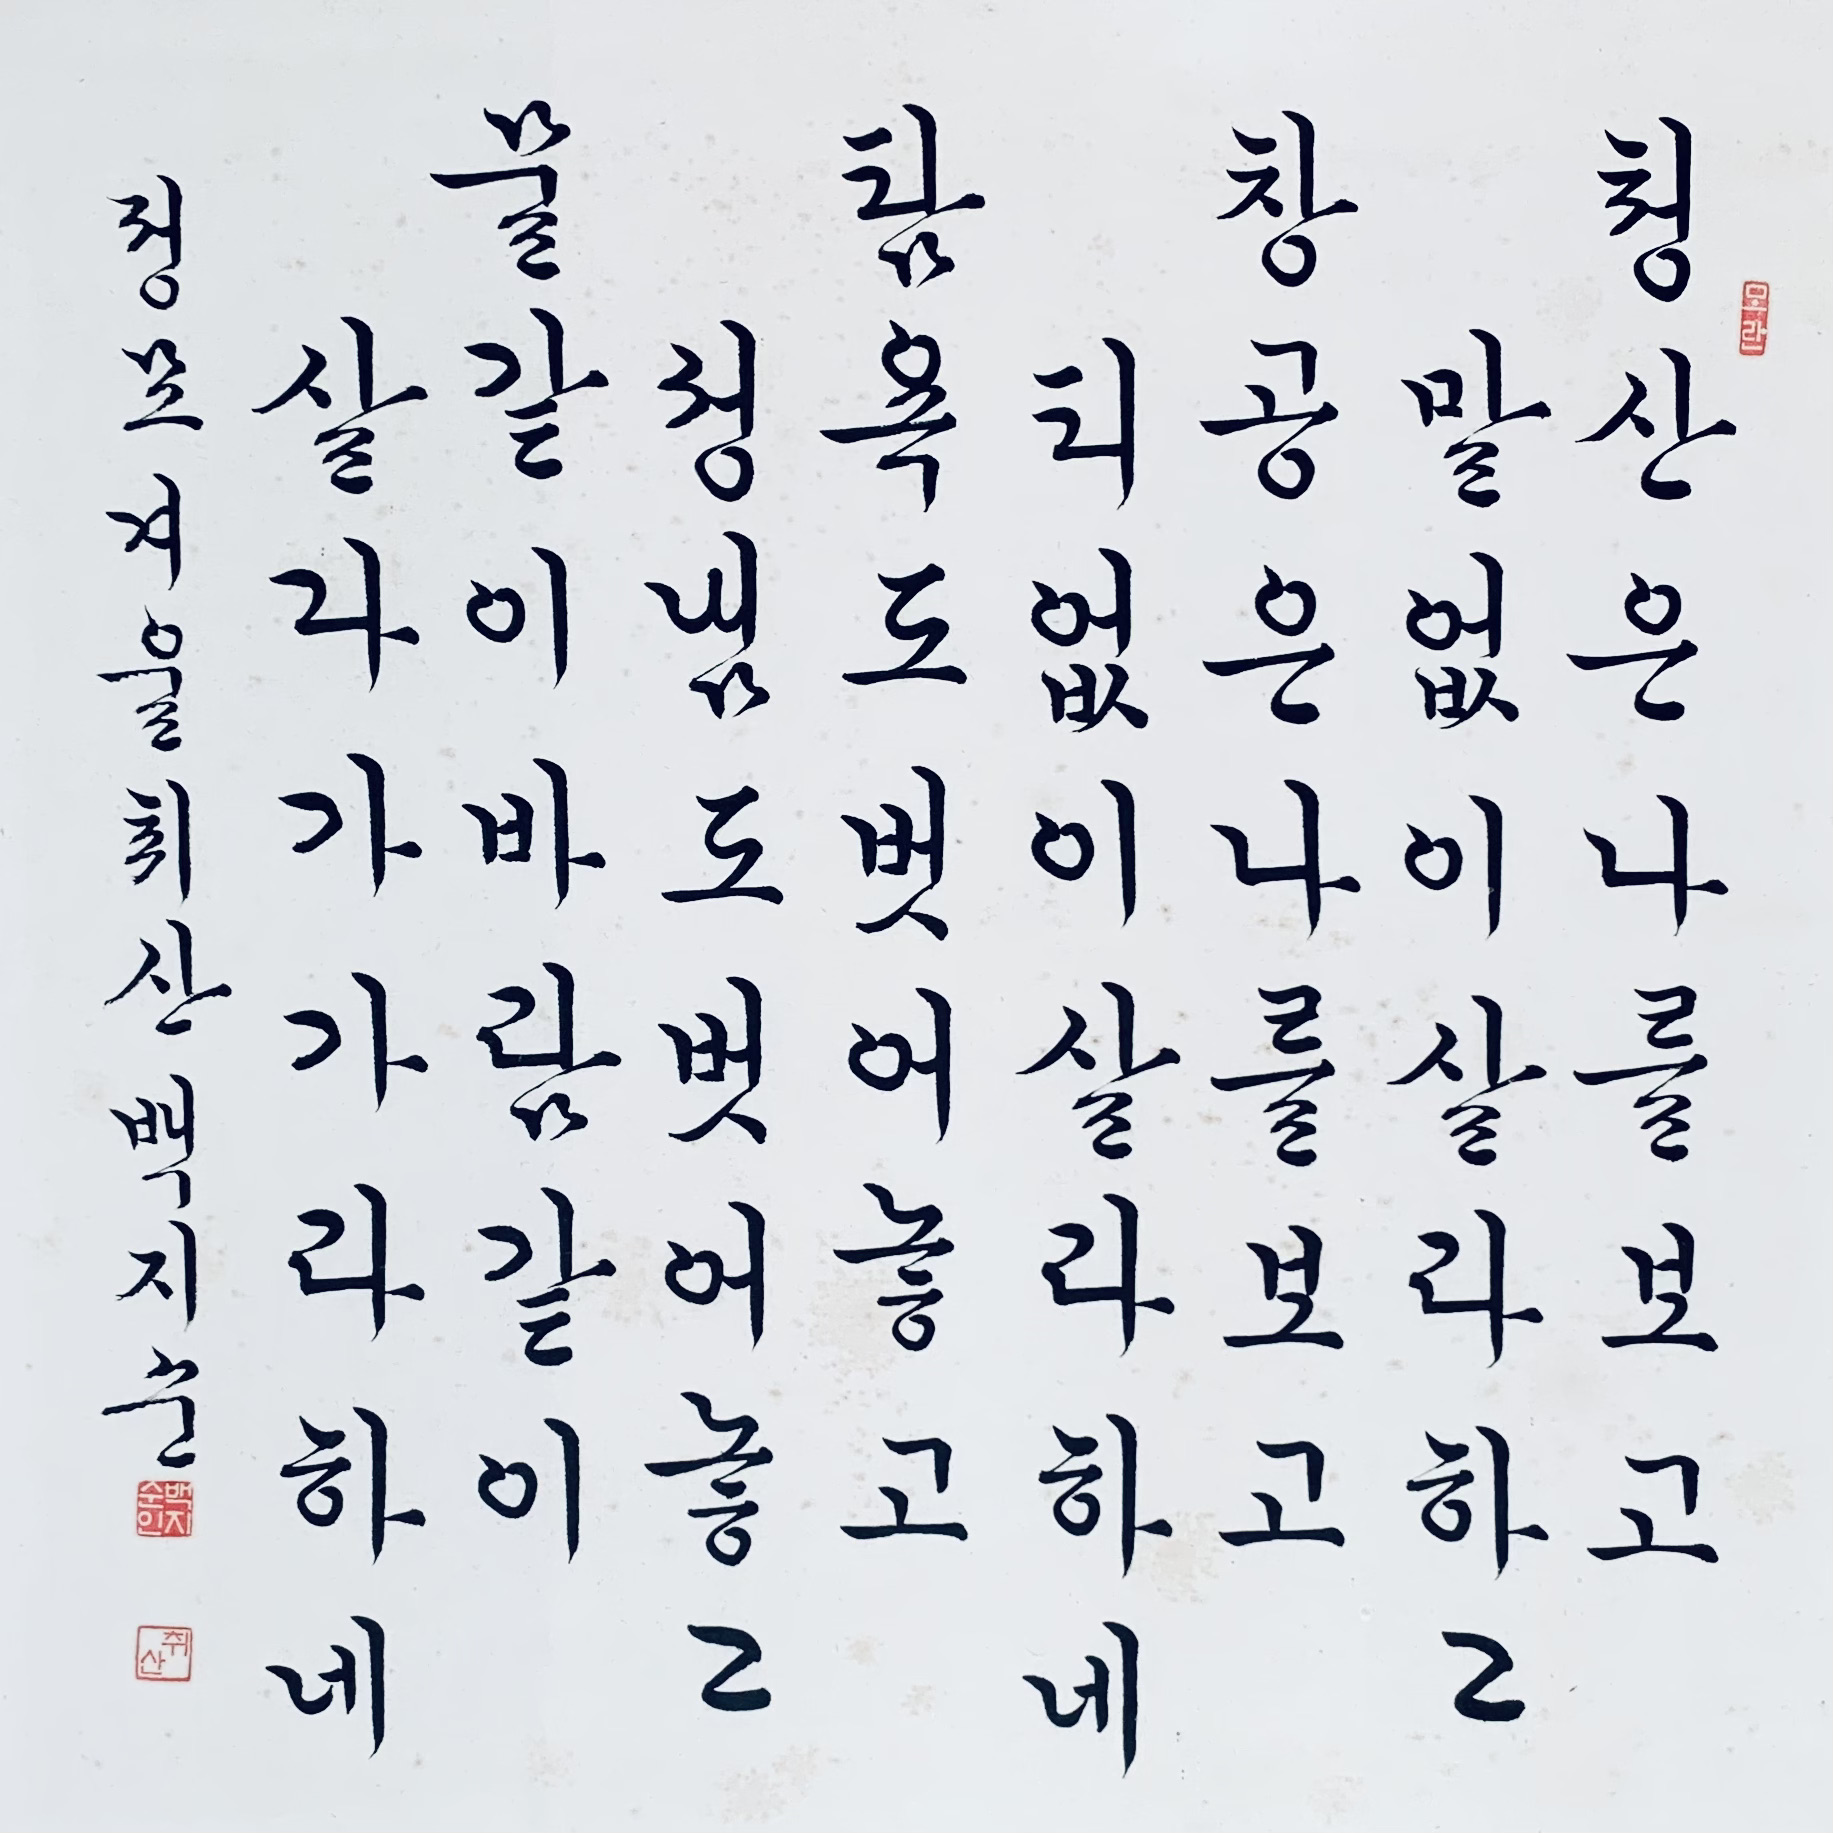 청산은나를보고
말없이살라하고
창공은나를보고
티없이살라하네
탐욕도벗어놓고
정냄도벗어놓고
물같이바람같이
살다가가라하네
정묘겨울취산백지순
모란
백지순인
취산